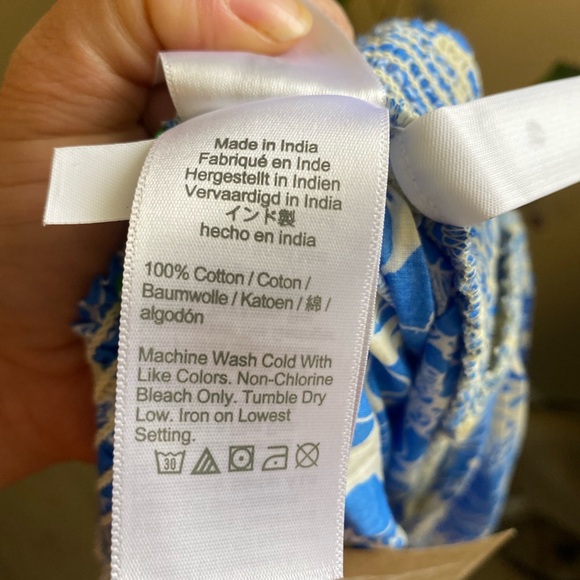 Made in India
Fabriqué en Inde
Hergestellt in Indien
Vervaardigd in India
インド製
hecho en india
100% Cotton / Coton /
Baumwolle / Katoen / 綿 /
algodón
Machine Wash Cold With
Like Colors. Non-Chlorine
Bleach Only. Tumble Dry
Low. Iron on Lowest
Setting.
30